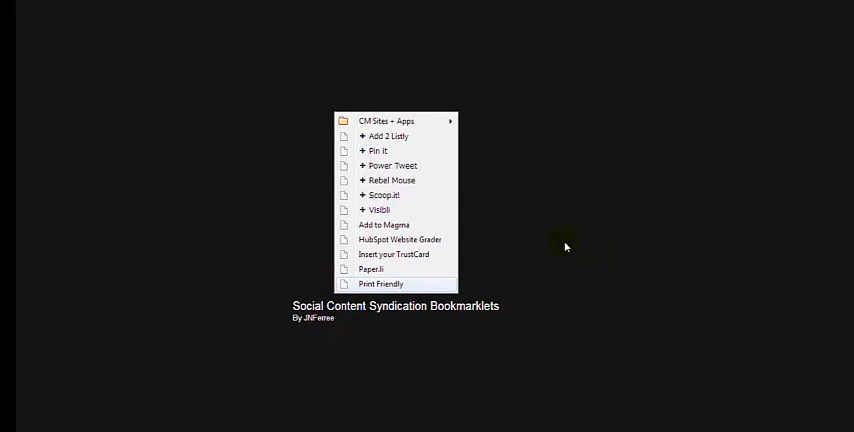 CM Sites + Apps
+ Add 2 Listly
+ Pin It
+ Power Tweet
+ Rebel Mouse
+ Scoop.it!
+ Visibli
Add to Magma
HubSpot Website Grader
Insert your TrustCard
Paper.li
Print Friendly
Social Content Syndication Bookmarklets
By JNFerree